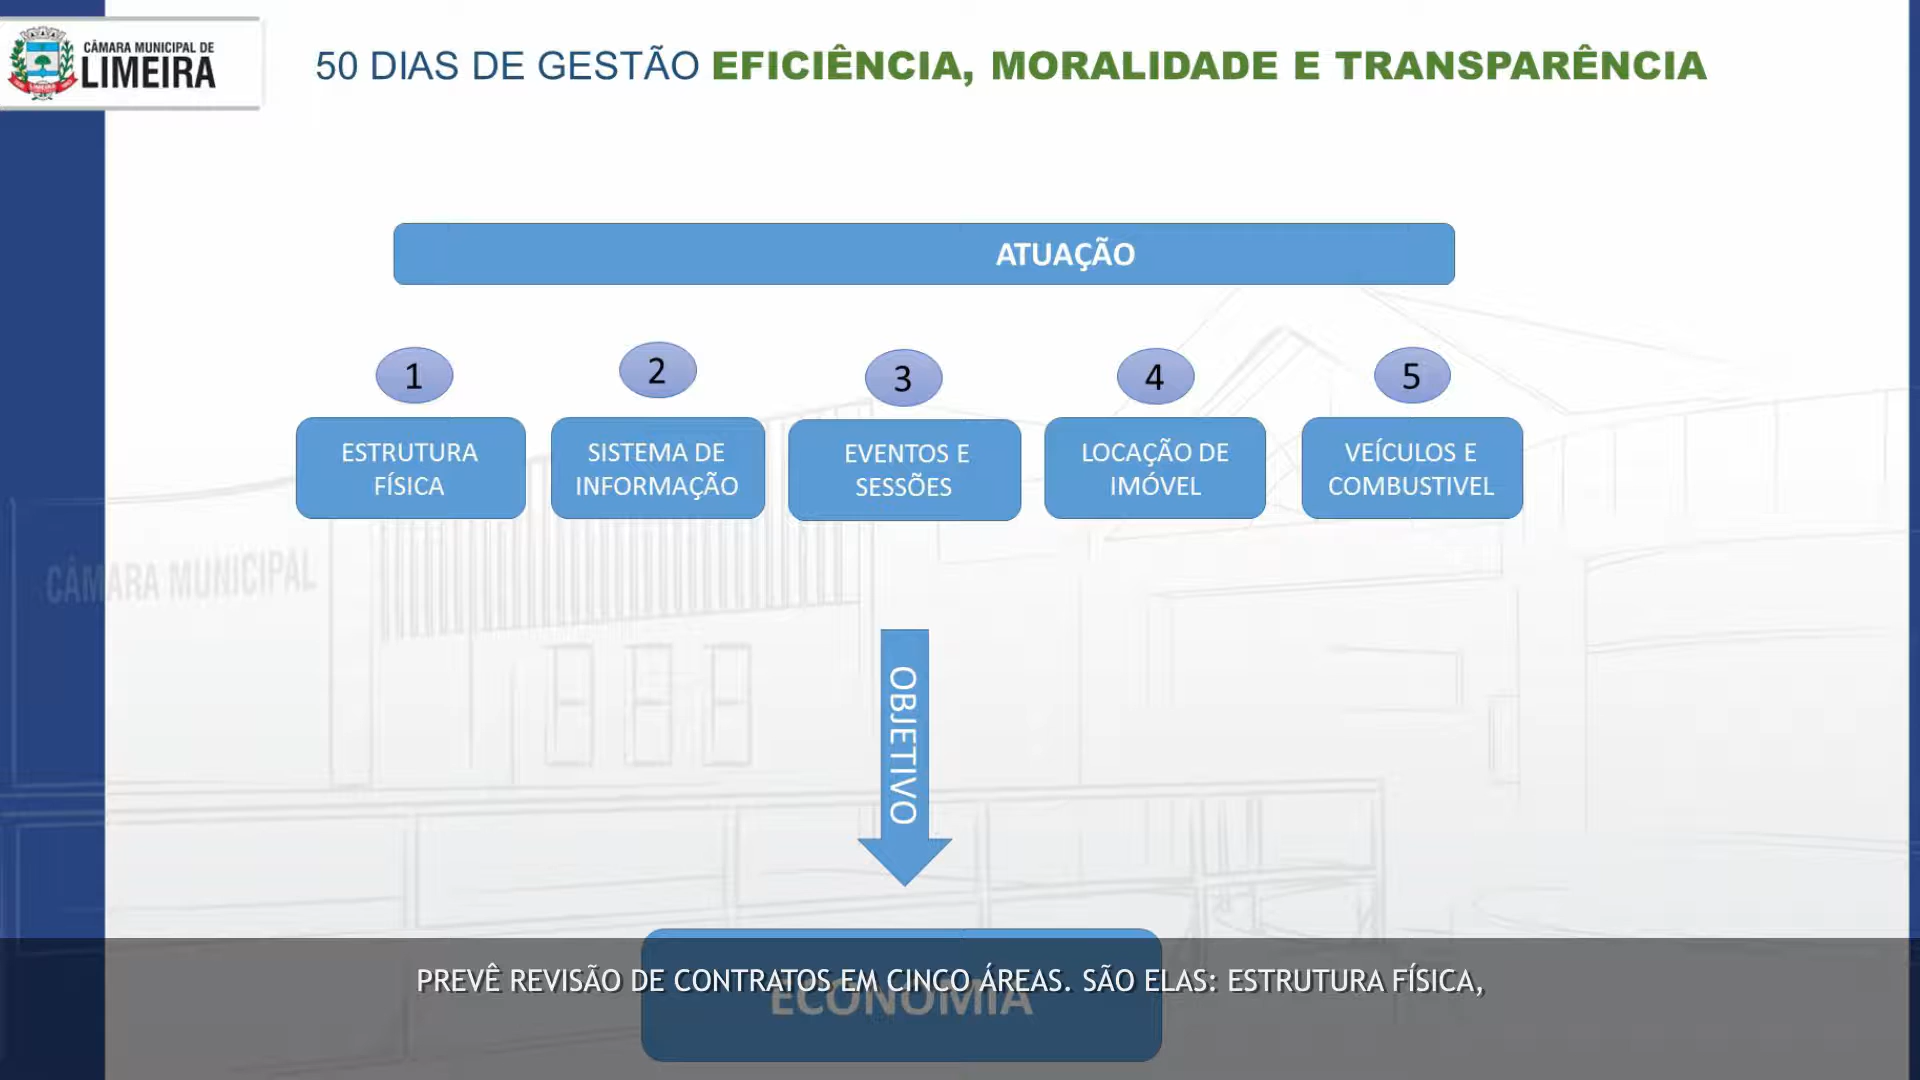 CÂMARA MUNICIPAL DE
LIMEIRA
50 DIAS DE GESTÃO EFICIÊNCIA, MORALIDADE E TRANSPARÊNCIA
ATUAÇÃO
1
ESTRUTURA
FÍSICA
2
SISTEMA DE
INFORMAÇÃO
3
EVENTOS E
SESSÕES
4
LOCAÇÃO DE
IMÓVEL
5
VEÍCULOS E
COMBUSTIVEL
CÂMARA MUNICIPAL
OBJETIVO
ECONOMIA
PREVÊ REVISÃO DE CONTRATOS EM CINCO ÁREAS. SÃO ELAS: ESTRUTURA FÍSICA,